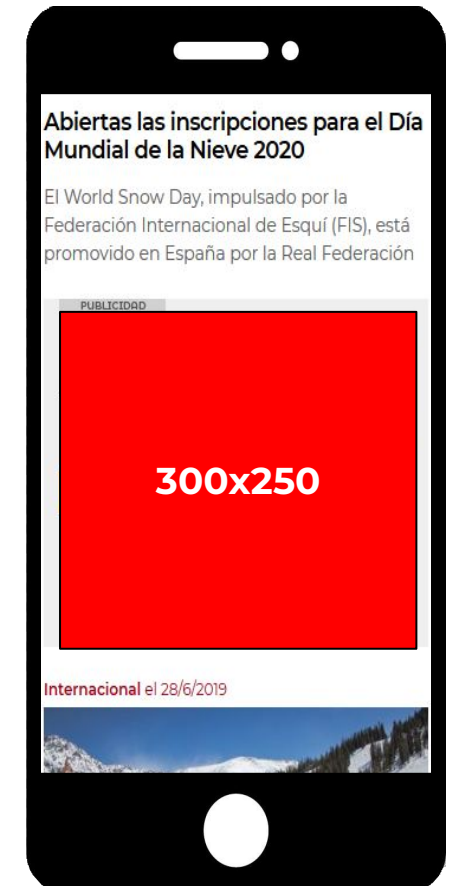 Abiertas las inscripciones para el Día
Mundial de la Nieve 2020
El World Snow Day, impulsado por la
Federación Internacional de Esquí (FIS), está
promovido en España por la Real Federación
PUBLICIDAD
300x250
Internacional el 28/6/2019